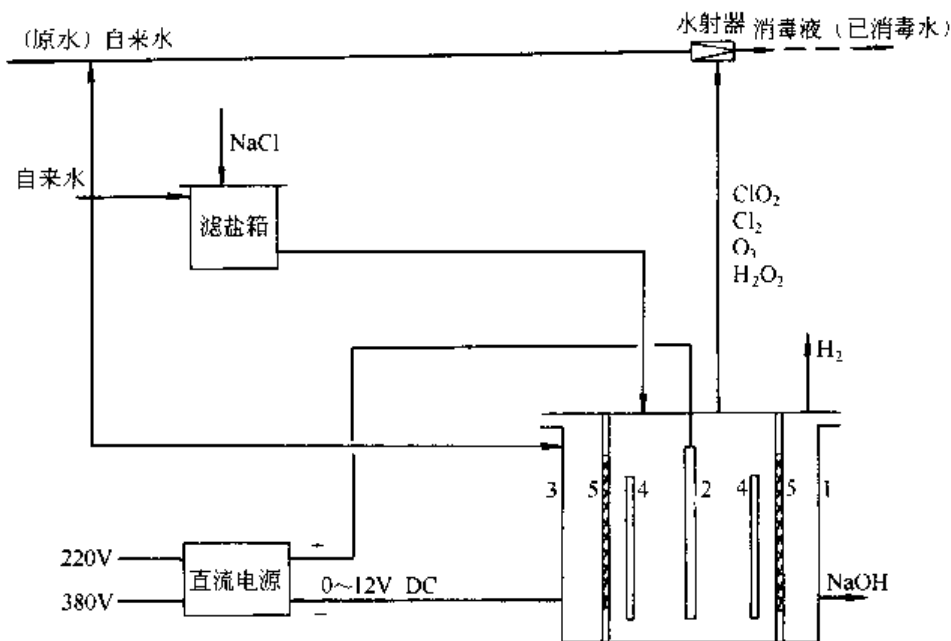 (原水) 自来水
水射器
消毒液 (已消毒水)
NaCl
自来水
滤盐箱
ClO₂
Cl₂
O₃
H₂O₂
H₂
3 5 4 2 4 5 1
220V
380V
直流电源
+
−
0～12V DC
NaOH